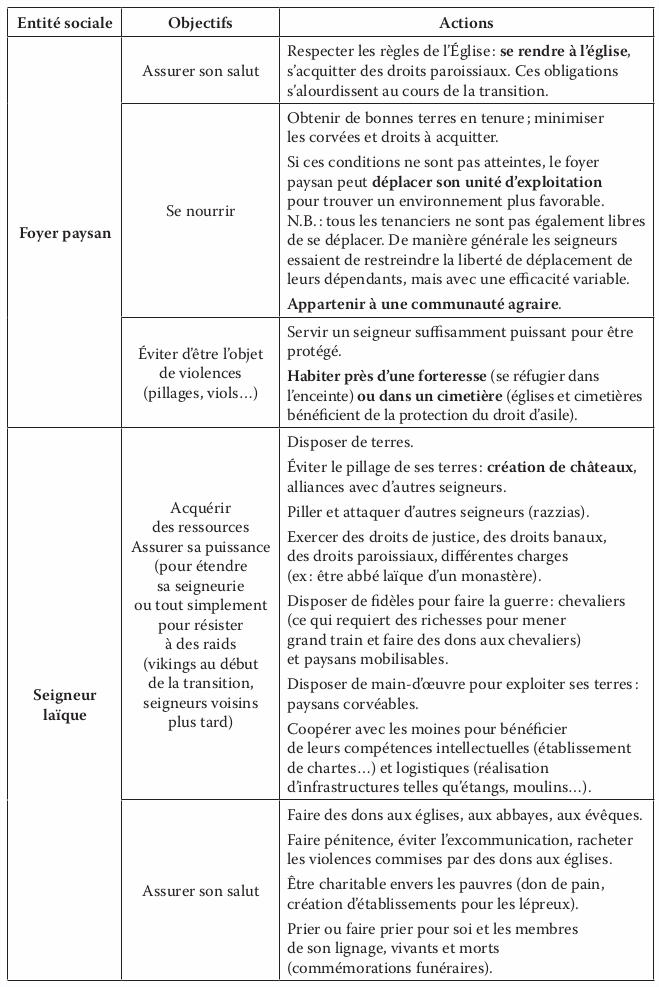 Entité sociale
Objectifs
Actions
Foyer paysan
Assurer son salut
Respecter les règles de l'Église : se rendre à l'église,
s'acquitter des droits paroissiaux. Ces obligations
s'alourdissent au cours de la transition.
Se nourrir
Obtenir de bonnes terres en tenure ; minimiser
les corvées et droits à acquitter.
Si ces conditions ne sont pas atteintes, le foyer
paysan peut déplacer son unité d'exploitation
pour trouver un environnement plus favorable.
N.B. : tous les tenanciers ne sont pas également libres
de se déplacer. De manière générale les seigneurs
essaient de restreindre la liberté de déplacement de
leurs dépendants, mais avec une efficacité variable.
Appartenir à une communauté agraire.
Éviter d'être l'objet
de violences
(pillages, viols…)
Servir un seigneur suffisamment puissant pour être
protégé.
Habiter près d'une forteresse (se réfugier dans
l'enceinte) ou dans un cimetière (églises et cimetières
bénéficient de la protection du droit d'asile).
Seigneur
laïque
Acquérir
des ressources
Assurer sa puissance
(pour étendre
sa seigneurie
ou tout simplement
pour résister
à des raids
(vikings au début
de la transition,
seigneurs voisins
plus tard)
Disposer de terres.
Éviter le pillage de ses terres : création de châteaux,
alliances avec d'autres seigneurs.
Piller et attaquer d'autres seigneurs (razzias).
Exercer des droits de justice, des droits banaux,
des droits paroissiaux, différentes charges
(ex : être abbé laïque d'un monastère).
Disposer de fidèles pour faire la guerre : chevaliers
(ce qui requiert des richesses pour mener
grand train et faire des dons aux chevaliers)
et paysans mobilisables.
Disposer de main-d'œuvre pour exploiter ses terres :
paysans corvéables.
Coopérer avec les moines pour bénéficier
de leurs compétences intellectuelles (établissement
de chartes…) et logistiques (réalisation
d'infrastructures telles qu'étangs, moulins…).
Assurer son salut
Faire des dons aux églises, aux abbayes, aux évêques.
Faire pénitence, éviter l'excommunication, racheter
les violences commises par des dons aux églises.
Être charitable envers les pauvres (don de pain,
création d'établissements pour les lépreux).
Prier ou faire prier pour soi et les membres
de son lignage, vivants et morts
(commémorations funéraires).